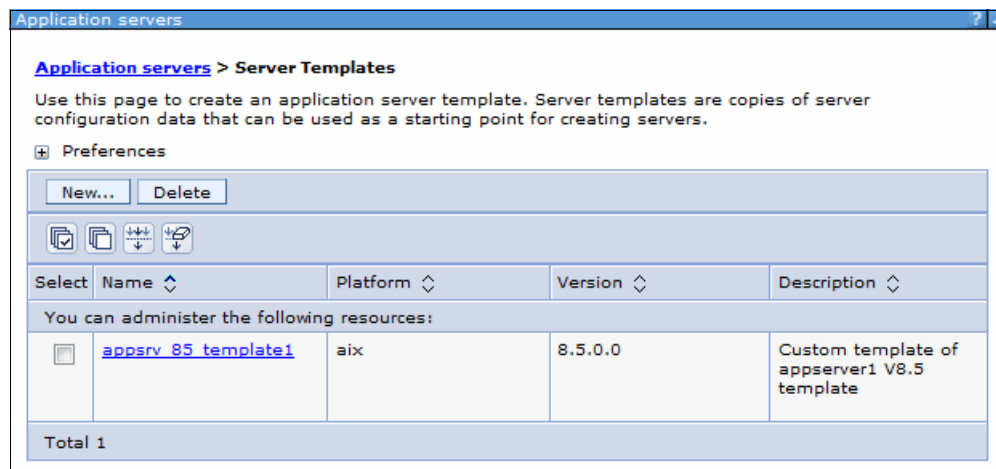 Application servers ? -
Application servers > Server Templates
Use this page to create an application server template. Server templates are copies of server
configuration data that can be used as a starting point for creating servers.
Preferences
New... Delete
Select Name Platform Version Description
You can administer the following resources:
appsrv_85_template1 aix 8.5.0.0 Custom template of
appserver1 V8.5
template
Total 1